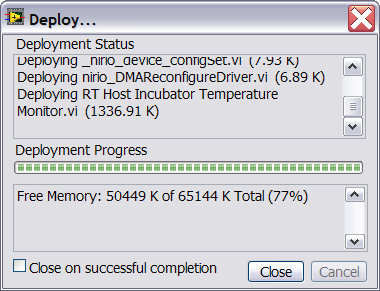 Deploy...
Deployment Status
Deploying _nirio_device_configSet.vi (7.93 K)
Deploying nirio_DMAReconfigureDriver.vi (6.89 K)
Deploying RT Host Incubator Temperature
Monitor.vi (1336.91 K)
Deployment Progress
Free Memory: 50449 K of 65144 K Total (77%)
Close on successful completion
Close
Cancel